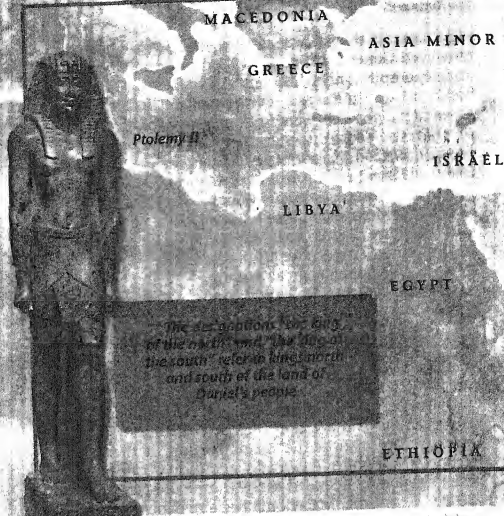 MACEDONIA
ASIA MINOR
GREECE
Ptolemy II
ISRAEL
LIBYA
EGYPT
The designations "the king
of the north" and "the king of
the south" refer to kings north
and south of the land of
Daniel's people
ETHIOPIA